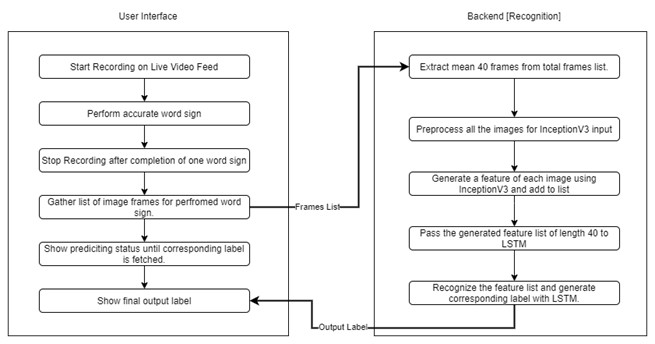 User Interface
Start Recording on Live Video Feed
Perform accurate word sign
Stop Recording after completion of one word sign
Gather list of image frames for perfromed word
sign.
Show prediciting status until corresponding label
is fetched.
Show final output label
Frames List
Output Label
Backend [Recognition]
Extract mean 40 frames from total frames list.
Preprocess all the images for InceptionV3 input
Generate a feature of each image using
InceptionV3 and add to list
Pass the generated feature list of length 40 to
LSTM
Recognize the feature list and generate
corresponding label with LSTM.